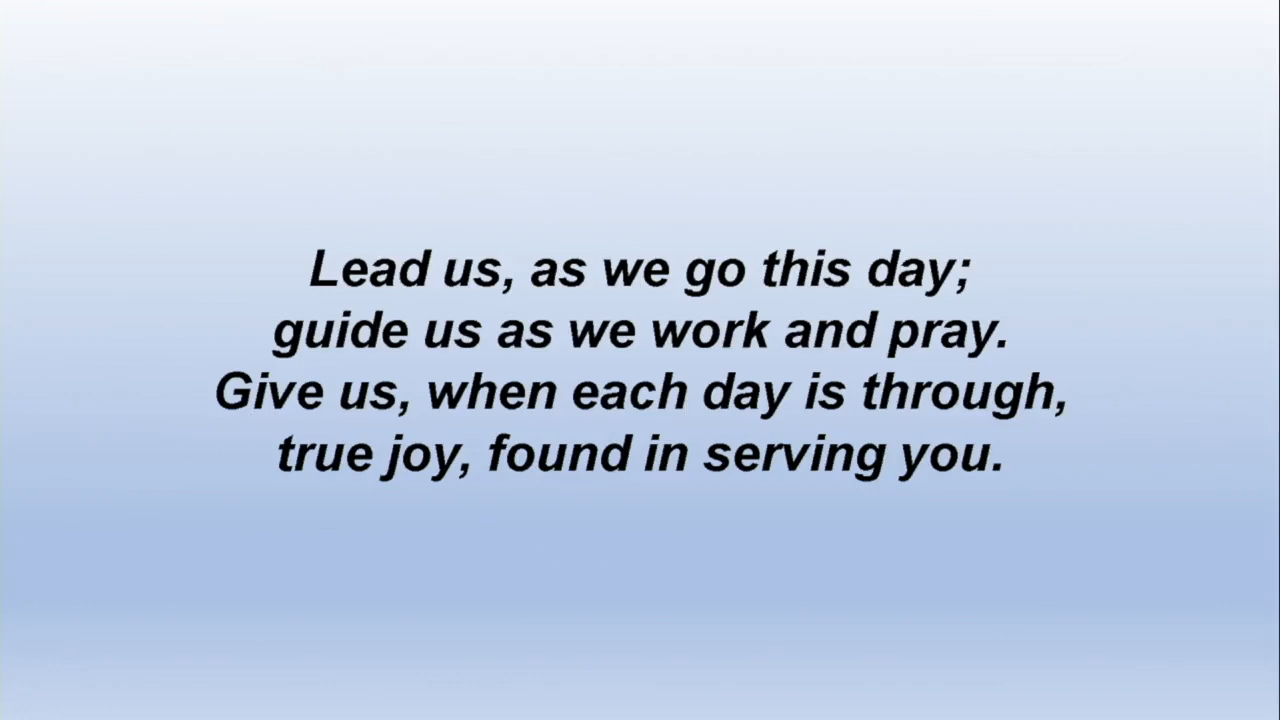 Lead us, as we go this day;
guide us as we work and pray.
Give us, when each day is through,
true joy, found in serving you.